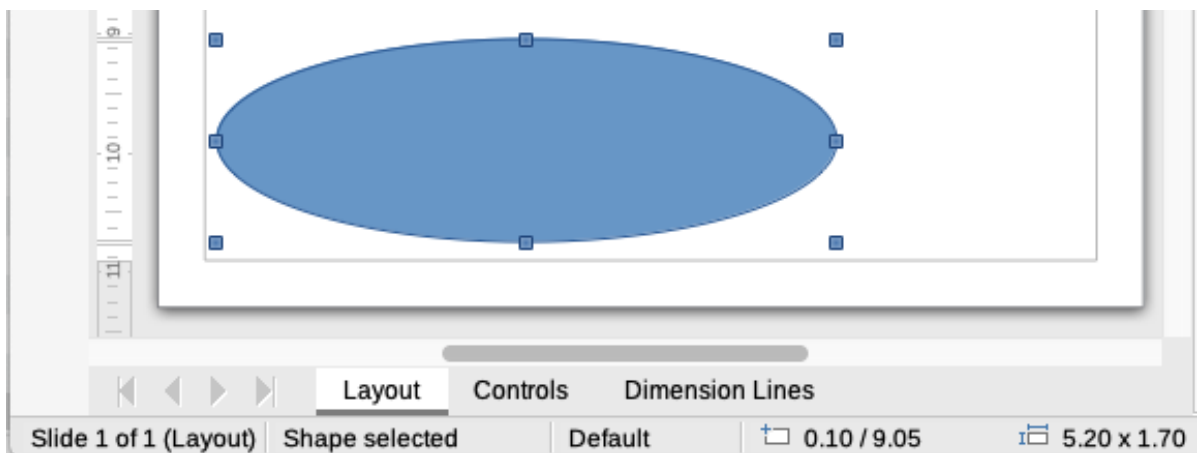 9
10
11
Layout Controls Dimension Lines
Slide 1 of 1 (Layout) Shape selected Default 0.10 / 9.05 5.20 x 1.70